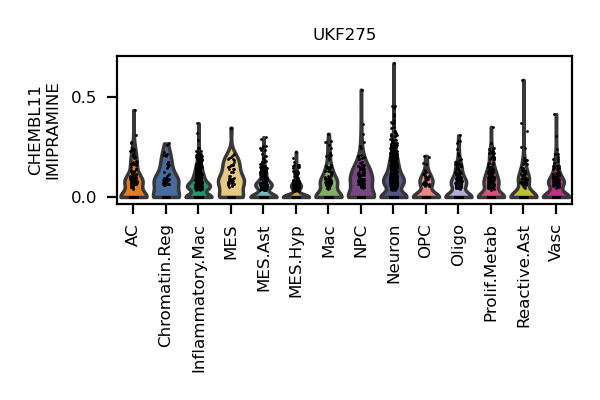 UKF275
CHEMBL11
IMIPRAMINE
0.5
0.0
AC
Chromatin.Reg
Inflammatory.Mac
MES
MES.Ast
MES.Hyp
Mac
NPC
Neuron
OPC
Oligo
Prolif.Metab
Reactive.Ast
Vasc